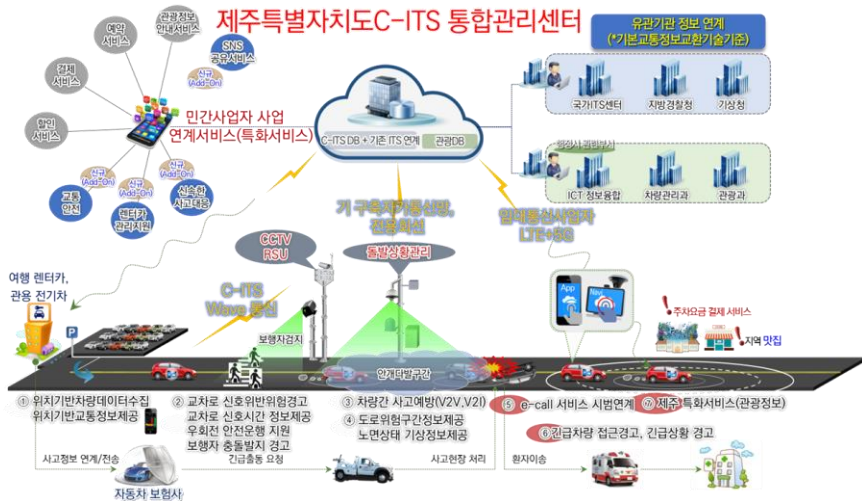 제주특별자치도C-ITS 통합관리센터
유관기관 정보 연계
(*기본교통정보교환기술기준)
관광정보
안내서비스
예약
서비스
SNS
공유서비스
신규
(Add-On)
결제
서비스
할인
서비스
민간사업자 사업
연계서비스(특화서비스)
C-ITS DB + 기존 ITS 연계
관광DB
국가ITS센터
지방경찰청
기상청
ICT 정보융합
차량관리과
관광과
신규
(Add-On)
신규
(Add-On)
신규
(Add-On)
교통
안전
렌터카
관리지원
신속한
사고대응
기 구축자가통신망,
전용회선
임대통신사업자
LTE+5G
CCTV
RSU
돌발상황관리
C-ITS
Wave 통신
여행 렌터카,
관용 전기차
P
App
Navi
주차요금 결제 서비스
지역 맛집
보행자검지
안개다발구간
① 위치기반차량데이터수집
위치기반교통정보제공
② 교차로 신호위반위험경고
교차로 신호시간 정보제공
우회전 안전운행 지원
보행자 충돌발지 경고
③ 차량간 사고예방(V2V,V2I)
④ 도로위험구간정보제공
노면상태 기상정보제공
⑤ e-call 서비스 시범연계
⑦ 제주 특화서비스(관광정보)
⑥ 긴급차량 접근경고, 긴급상황 경고
사고정보 연계/전송
긴급출동 요청
사고현장 처리
환자이송
자동차 보험사